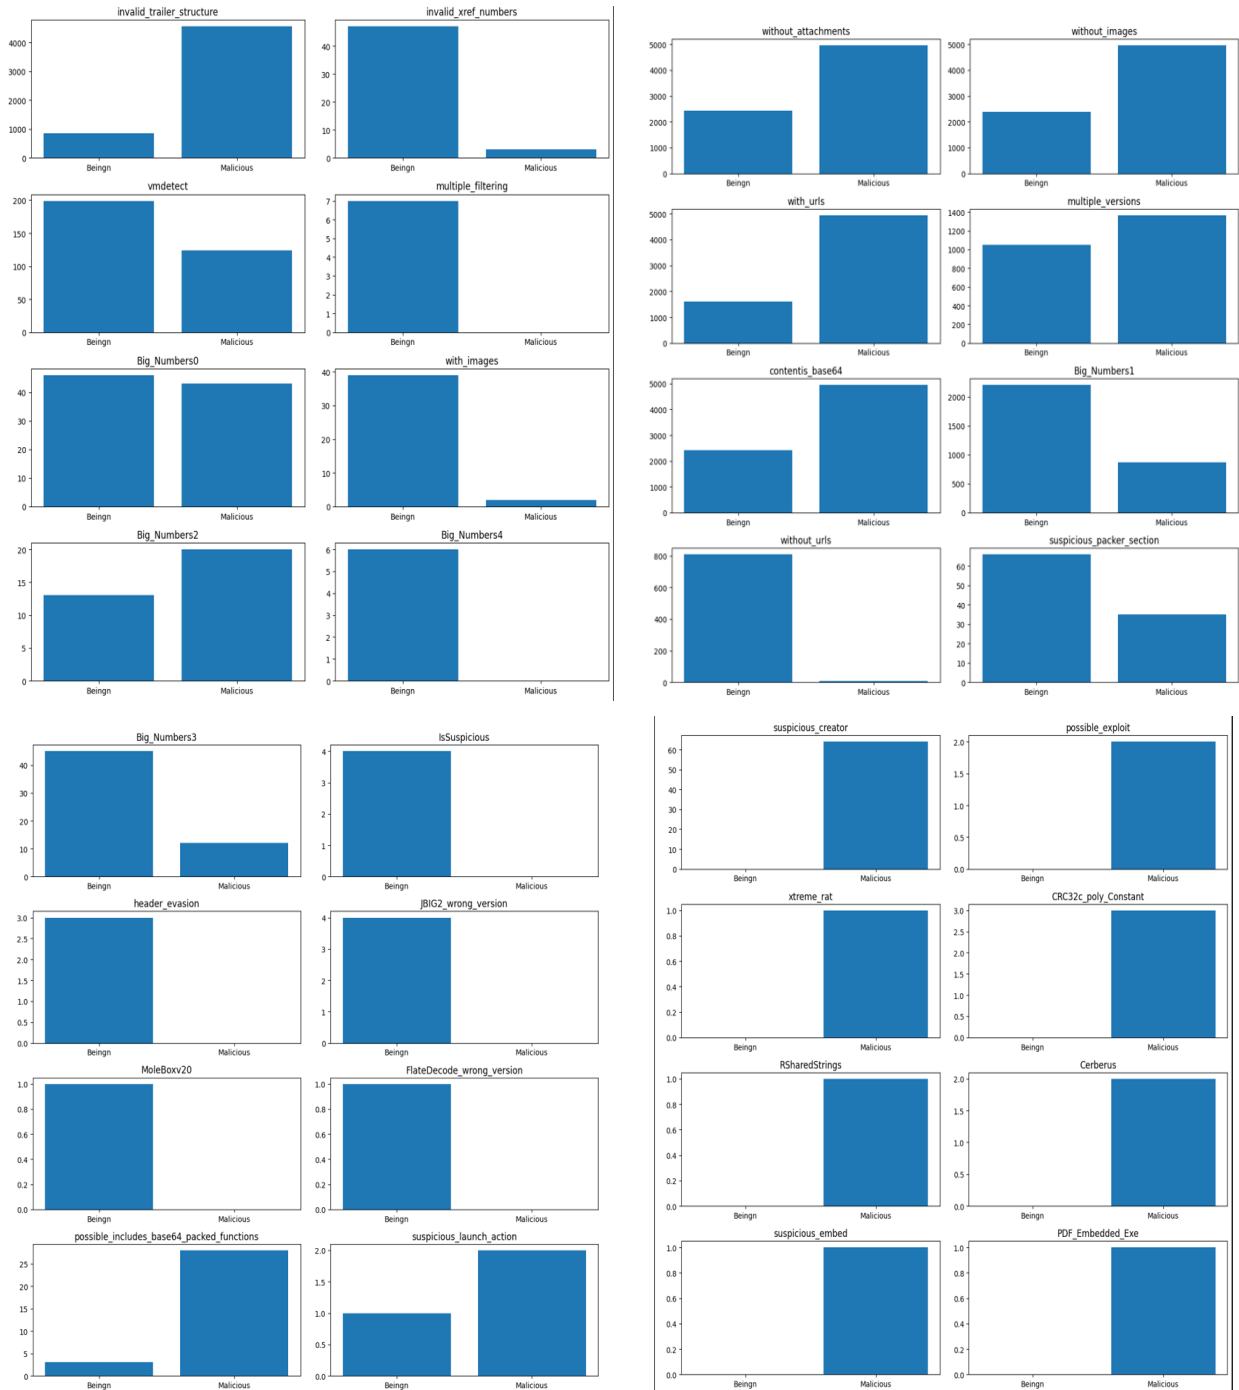 invalid_trailer_structure
4000
3000
2000
1000
0
Beingn Malicious
invalid_xref_numbers
40
30
20
10
0
Beingn Malicious
vmdetect
200
150
100
50
0
Beingn Malicious
multiple_filtering
7
6
5
4
3
2
1
0
Beingn Malicious
Big_Numbers0
40
30
20
10
0
Beingn Malicious
with_images
40
30
20
10
0
Beingn Malicious
Big_Numbers2
20
15
10
5
0
Beingn Malicious
Big_Numbers4
6
5
4
3
2
1
0
Beingn Malicious
without_attachments
5000
4000
3000
2000
1000
0
Beingn Malicious
without_images
5000
4000
3000
2000
1000
0
Beingn Malicious
with_urls
5000
4000
3000
2000
1000
0
Beingn Malicious
multiple_versions
1400
1200
1000
800
600
400
200
0
Beingn Malicious
contentis_base64
5000
4000
3000
2000
1000
0
Beingn Malicious
Big_Numbers1
2000
1500
1000
500
0
Beingn Malicious
without_urls
800
600
400
200
0
Beingn Malicious
suspicious_packer_section
60
50
40
30
20
10
0
Beingn Malicious
Big_Numbers3
40
30
20
10
0
Beingn Malicious
IsSuspicious
4
3
2
1
0
Beingn Malicious
header_evasion
3.0
2.5
2.0
1.5
1.0
0.5
0.0
Beingn Malicious
JBIG2_wrong_version
4
3
2
1
0
Beingn Malicious
MoleBoxv20
1.0
0.8
0.6
0.4
0.2
0.0
Beingn Malicious
FlateDecode_wrong_version
1.0
0.8
0.6
0.4
0.2
0.0
Beingn Malicious
possible_includes_base64_packed_functions
25
20
15
10
5
0
Beingn Malicious
suspicious_launch_action
2.0
1.5
1.0
0.5
0.0
Beingn Malicious
suspicious_creator
60
50
40
30
20
10
0
Beingn Malicious
possible_exploit
2.0
1.5
1.0
0.5
0.0
Beingn Malicious
xtreme_rat
1.0
0.8
0.6
0.4
0.2
0.0
Beingn Malicious
CRC32c_poly_Constant
3.0
2.5
2.0
1.5
1.0
0.5
0.0
Beingn Malicious
RSharedStrings
1.0
0.8
0.6
0.4
0.2
0.0
Beingn Malicious
Cerberus
2.0
1.5
1.0
0.5
0.0
Beingn Malicious
suspicious_embed
1.0
0.8
0.6
0.4
0.2
0.0
Beingn Malicious
PDF_Embedded_Exe
1.0
0.8
0.6
0.4
0.2
0.0
Beingn Malicious